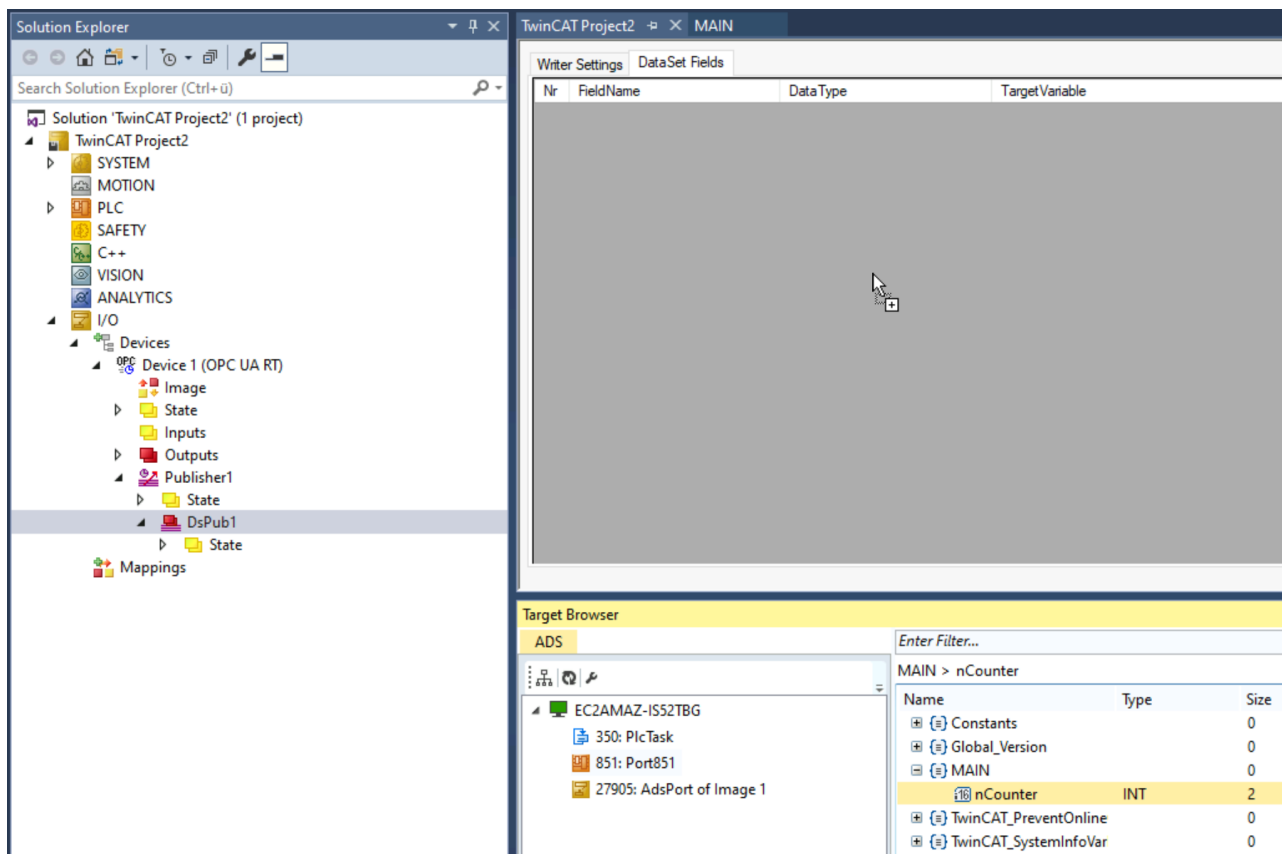 Solution Explorer
Search Solution Explorer (Ctrl+ü)
Solution 'TwinCAT Project2' (1 project)
TwinCAT Project2
SYSTEM
MOTION
PLC
SAFETY
C++
VISION
ANALYTICS
I/O
Devices
OPC Device 1 (OPC UA RT)
Image
State
Inputs
Outputs
Publisher1
State
DsPub1
State
Mappings
TwinCAT Project2 MAIN
Writer Settings DataSet Fields
Nr FieldName DataType TargetVariable
Target Browser
ADS
EC2AMAZ-IS52TBG
350: PlcTask
851: Port851
27905: AdsPort of Image 1
Enter Filter...
MAIN > nCounter
Name Type Size
Constants 0
Global_Version 0
MAIN 0
16 nCounter INT 2
TwinCAT_PreventOnline 0
TwinCAT_SystemInfoVar 0